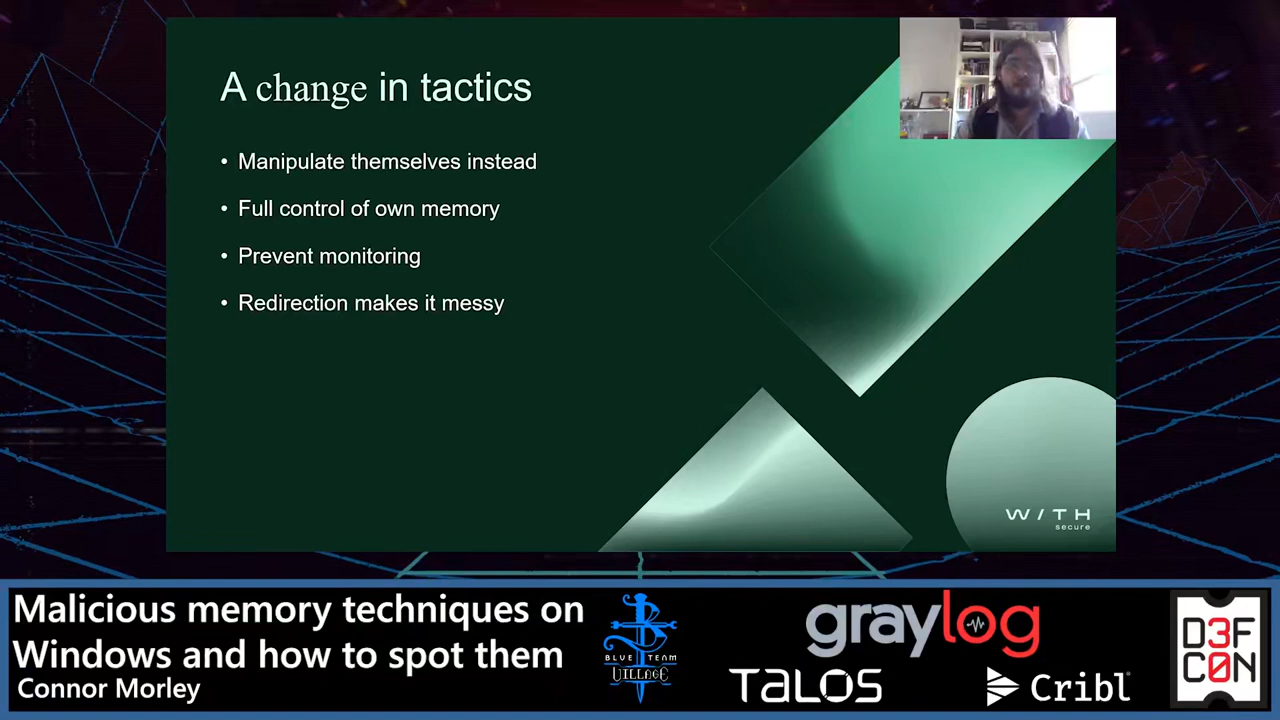 A change in tactics
• Manipulate themselves instead
• Full control of own memory
• Prevent monitoring
• Redirection makes it messy
W / T H
secure
Malicious memory techniques on
Windows and how to spot them
Connor Morley
BLUE TEAM
VILLAGE
graylog
TALOS
Cribl
D3F
C0N